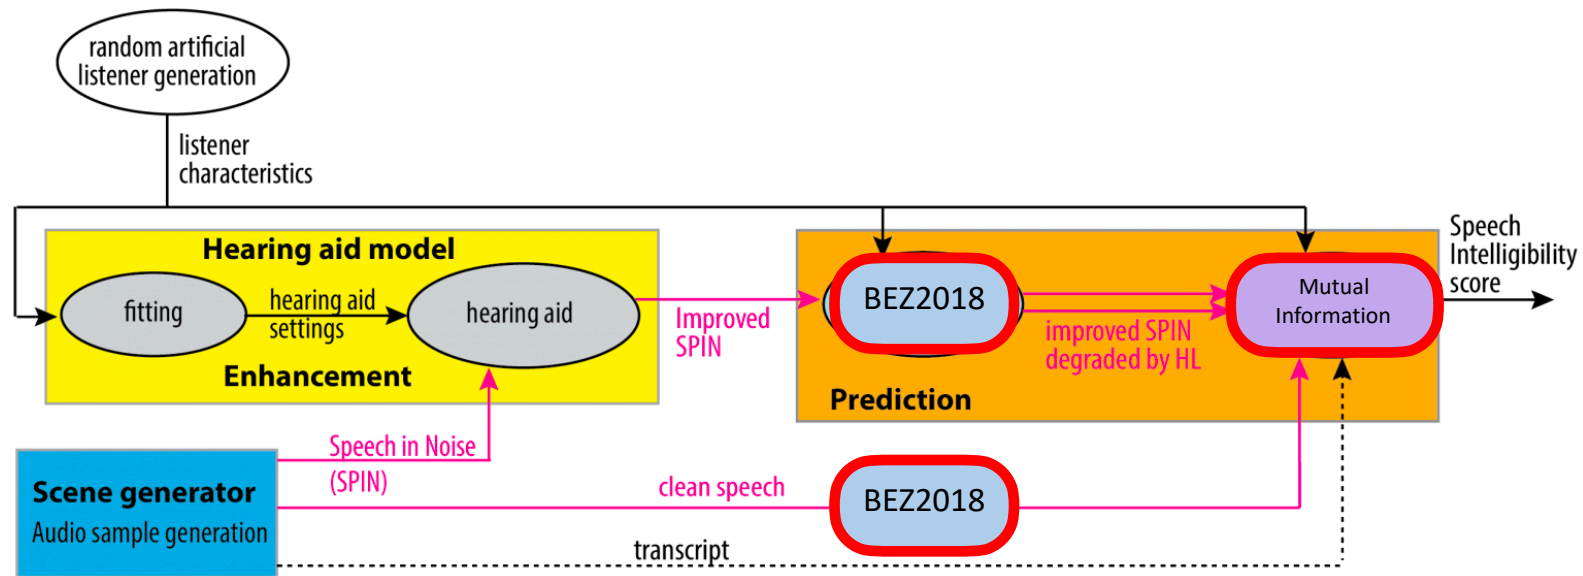 random artificial
listener generation
listener
characteristics
Hearing aid model
fitting
hearing aid
settings
hearing aid
Enhancement
Improved
SPIN
BEZ2018
improved SPIN
degraded by HL
Prediction
Mutual
Information
Speech
Intelligibility
score
Speech in Noise
(SPIN)
Scene generator
Audio sample generation
clean speech
BEZ2018
transcript